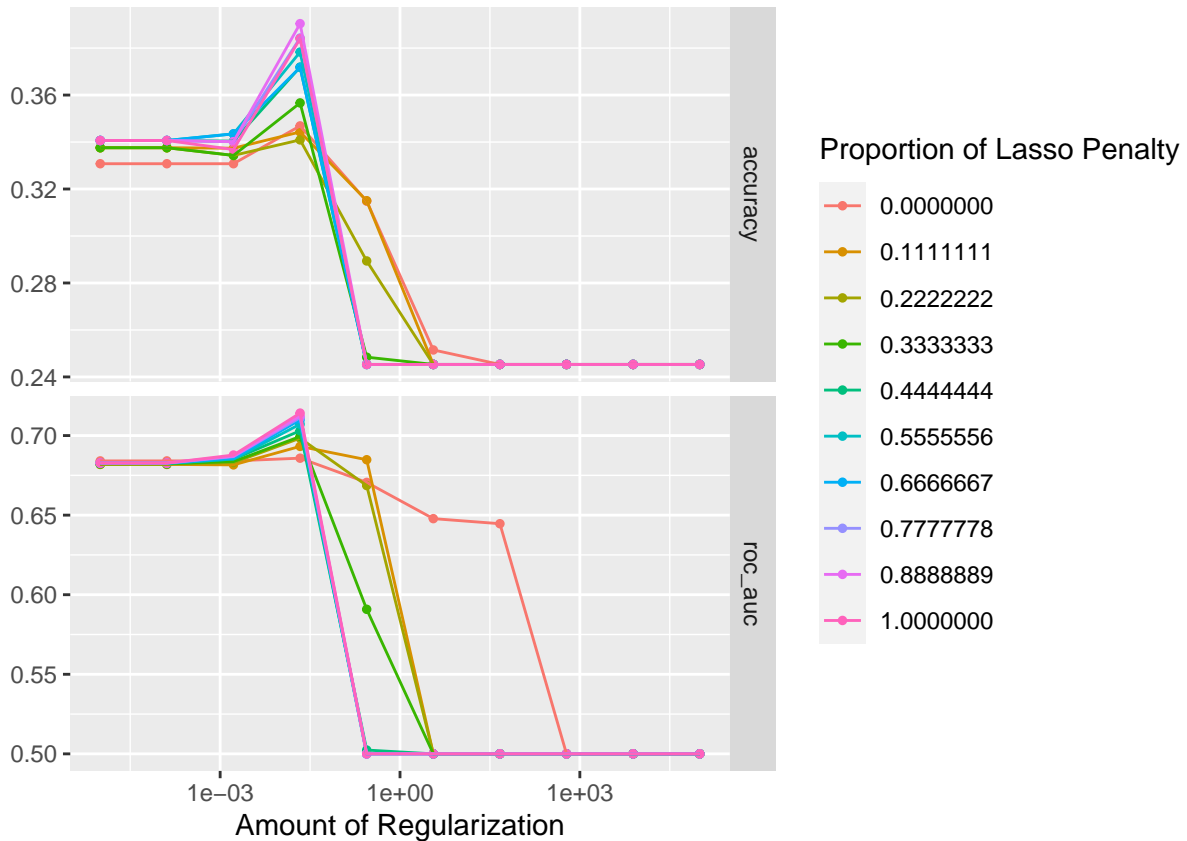 0.36
0.32
0.28
0.24
accuracy
0.70
0.65
0.60
0.55
0.50
roc_auc
1e−03
1e+00
1e+03
Amount of Regularization
Proportion of Lasso Penalty
0.0000000
0.1111111
0.2222222
0.3333333
0.4444444
0.5555556
0.6666667
0.7777778
0.8888889
1.0000000